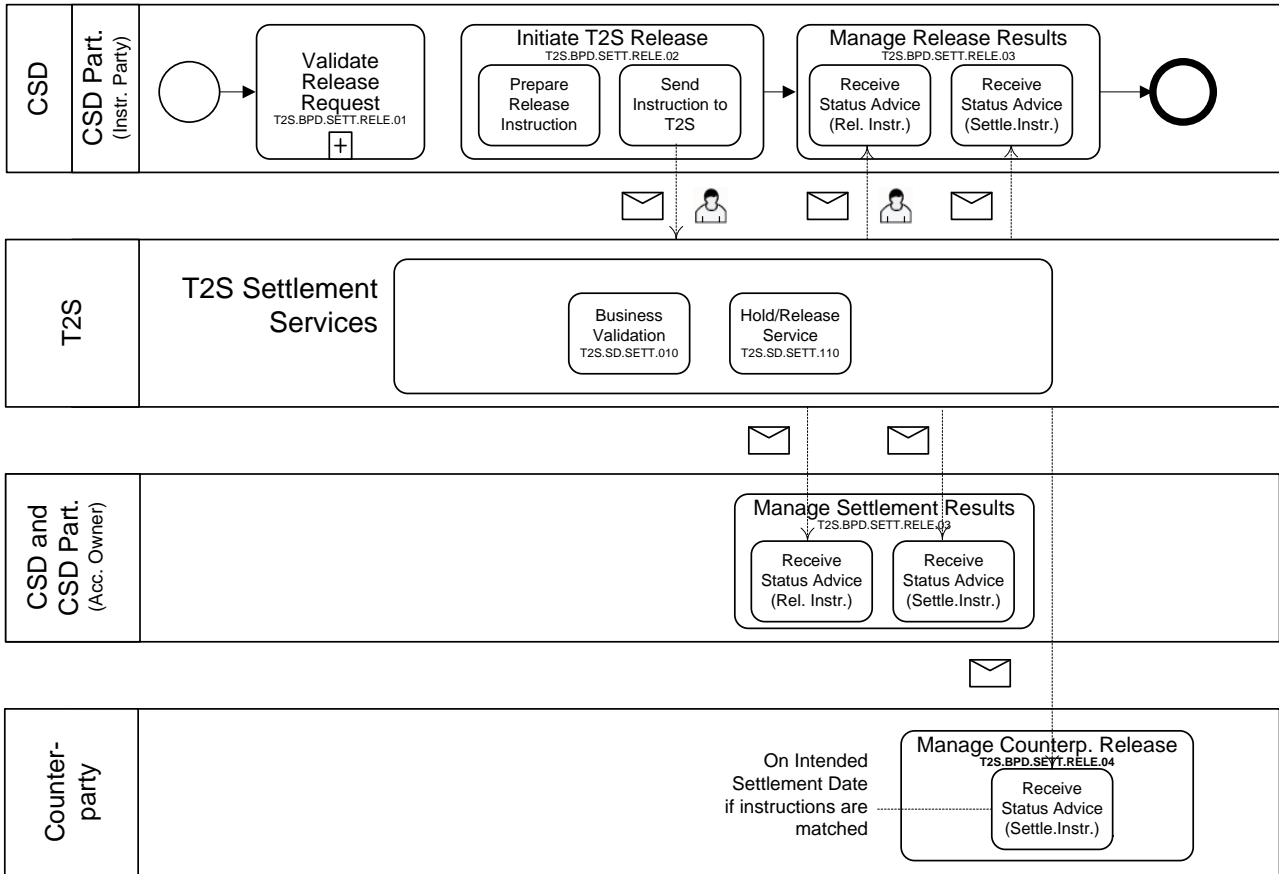 CSD
CSD Part.
(Instr. Party)
Validate
Release
Request
T2S.BPD.SETT.RELE.01
+
Initiate T2S Release
T2S.BPD.SETT.RELE.02
Prepare
Release
Instruction
Send
Instruction to
T2S
Manage Release Results
T2S.BPD.SETT.RELE.03
Receive
Status Advice
(Rel. Instr.)
Receive
Status Advice
(Settle.Instr.)
T2S
T2S Settlement
Services
Business
Validation
T2S.SD.SETT.010
Hold/Release
Service
T2S.SD.SETT.110
CSD and
CSD Part.
(Acc. Owner)
Manage Settlement Results
T2S.BPD.SETT.RELE.03
Receive
Status Advice
(Rel. Instr.)
Receive
Status Advice
(Settle.Instr.)
Counter-
party
On Intended
Settlement Date
if instructions are
matched
Manage Counterp. Release
T2S.BPD.SETT.RELE.04
Receive
Status Advice
(Settle.Instr.)